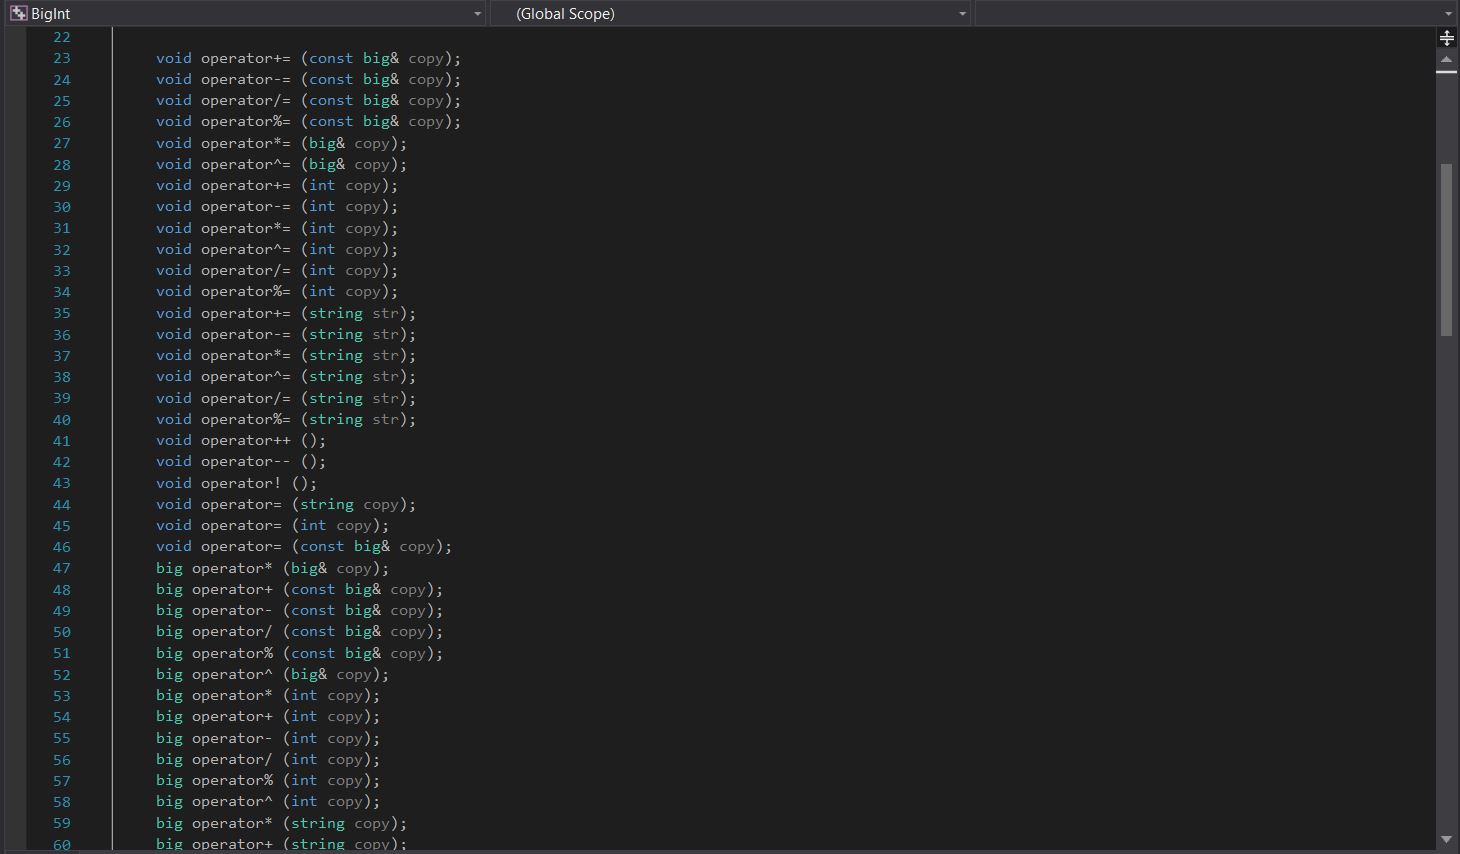 BigInt (Global Scope)
22
23 void operator+= (const big& copy);
24 void operator-= (const big& copy);
25 void operator/= (const big& copy);
26 void operator%= (const big& copy);
27 void operator*= (big& copy);
28 void operator^= (big& copy);
29 void operator+= (int copy);
30 void operator-= (int copy);
31 void operator*= (int copy);
32 void operator^= (int copy);
33 void operator/= (int copy);
34 void operator%= (int copy);
35 void operator+= (string str);
36 void operator-= (string str);
37 void operator*= (string str);
38 void operator^= (string str);
39 void operator/= (string str);
40 void operator%= (string str);
41 void operator++ ();
42 void operator-- ();
43 void operator! ();
44 void operator= (string copy);
45 void operator= (int copy);
46 void operator= (const big& copy);
47 big operator* (big& copy);
48 big operator+ (const big& copy);
49 big operator- (const big& copy);
50 big operator/ (const big& copy);
51 big operator% (const big& copy);
52 big operator^ (big& copy);
53 big operator* (int copy);
54 big operator+ (int copy);
55 big operator- (int copy);
56 big operator/ (int copy);
57 big operator% (int copy);
58 big operator^ (int copy);
59 big operator* (string copy);
60 big operator+ (string copy);